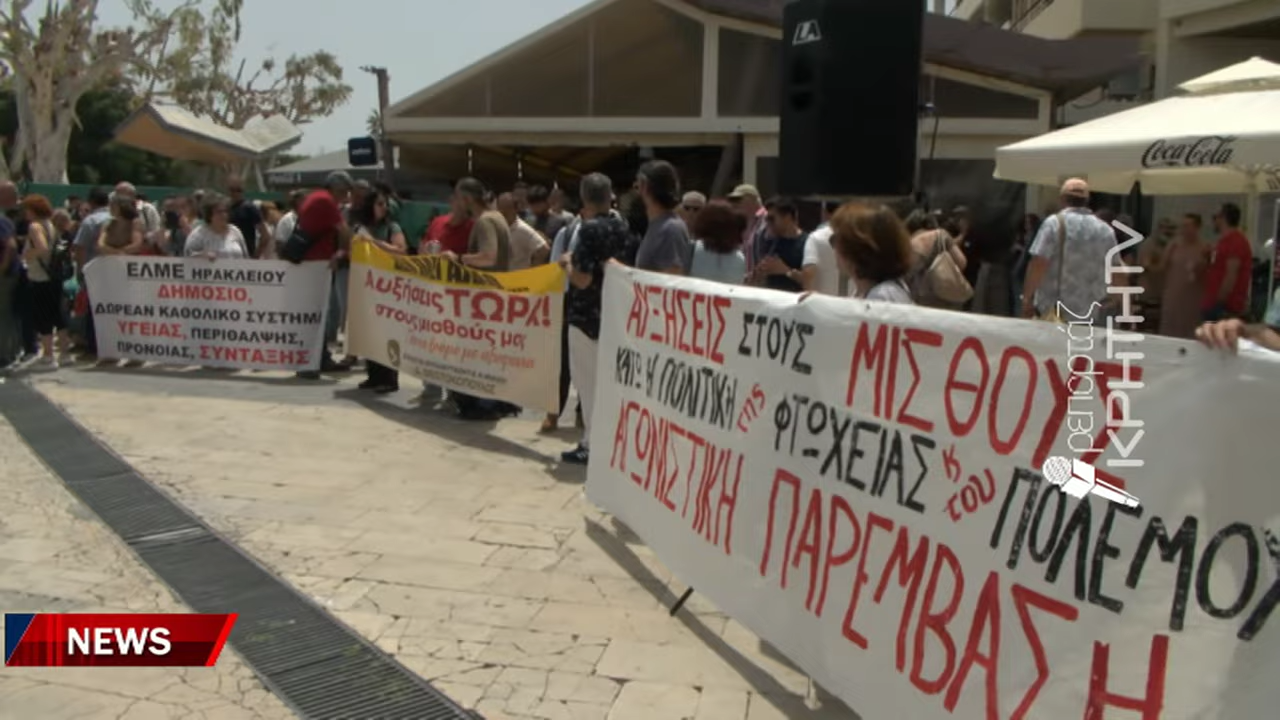 LA
Coca-Cola
ΕΛΜΕ ΗΡΑΚΛΕΙΟΥ
ΔΗΜΟΣΙΟ,
ΔΩΡΕΑΝ ΚΑΘΟΛΙΚΟ ΣΥΣΤΗΜΑ
ΥΓΕΙΑΣ, ΠΕΡΙΘΑΛΨΗΣ,
ΠΡΟΝΟΙΑΣ, ΣΥΝΤΑΞΗΣ
Αυξήσεις ΤΩΡΑ!
στους μισθούς μας
ΑΥΞΗΣΕΙΣ ΣΤΟΥΣ ΜΙΣΘΟΥΣ
ΚΑΤΩ Η ΠΟΛΙΤΙΚΗ της ΦΤΩΧΕΙΑΣ κ του ΠΟΛΕΜΟΥ
ΑΓΩΝΙΣΤΙΚΗ ΠΑΡΕΜΒΑΣΗ
ρεπορτάζ
ΚΡΗΤΗTV
NEWS